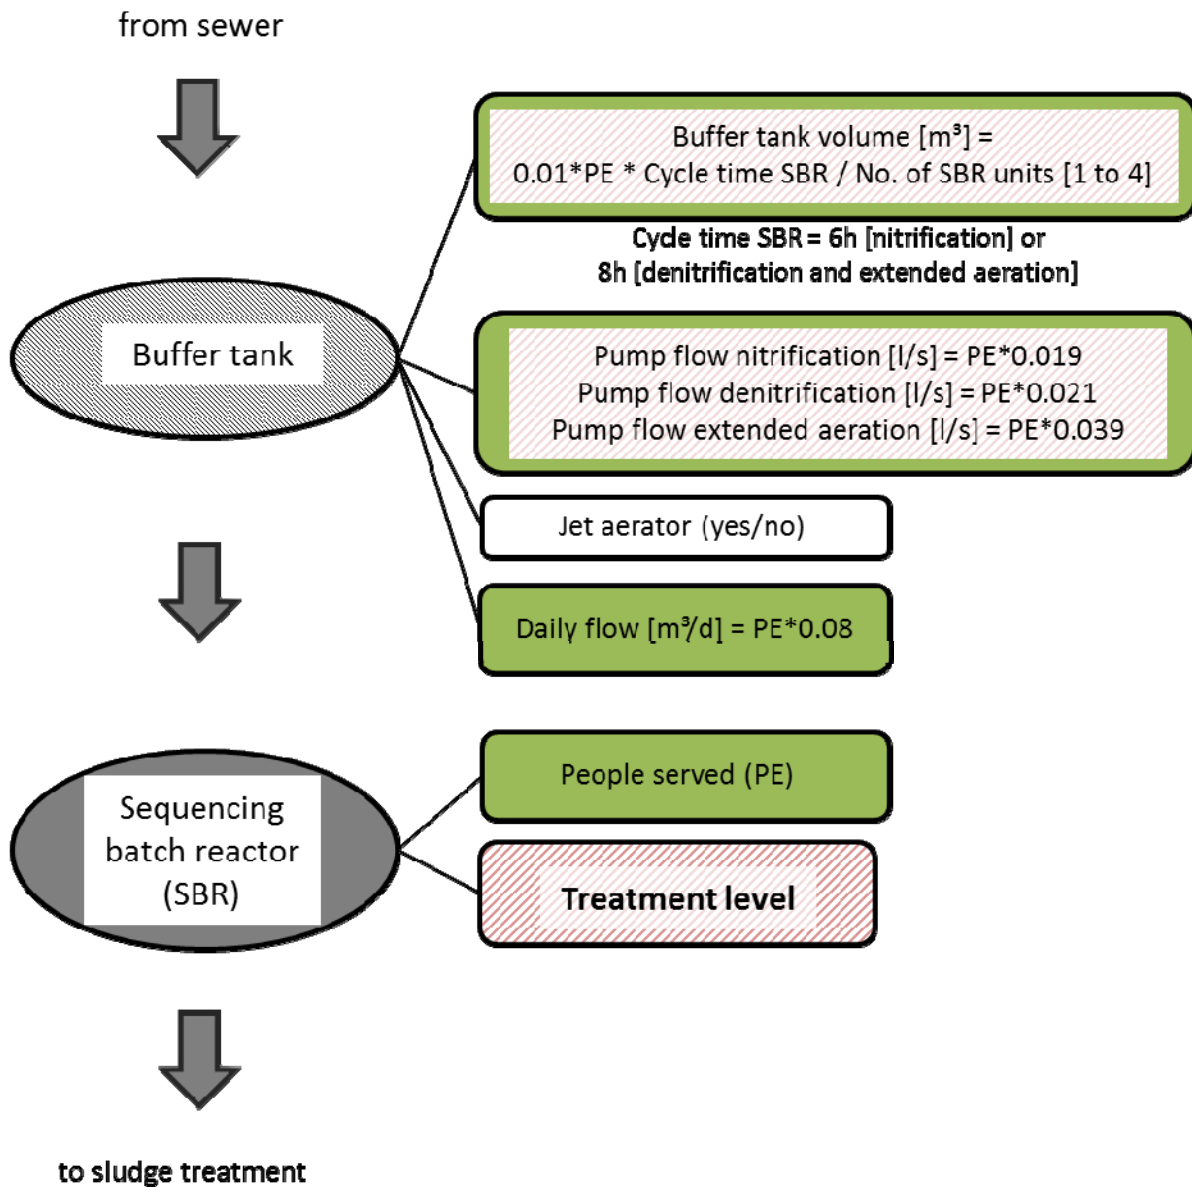 from sewer
Buffer tank volume [m³] =
0.01*PE * Cycle time SBR / No. of SBR units [1 to 4]
Cycle time SBR = 6h [nitrification] or
8h [denitrification and extended aeration]
Buffer tank
Pump flow nitrification [l/s] = PE*0.019
Pump flow denitrification [l/s] = PE*0.021
Pump flow extended aeration [l/s] = PE*0.039
Jet aerator (yes/no)
Daily flow [m³/d] = PE*0.08
People served (PE)
Sequencing
batch reactor
(SBR)
Treatment level
to sludge treatment